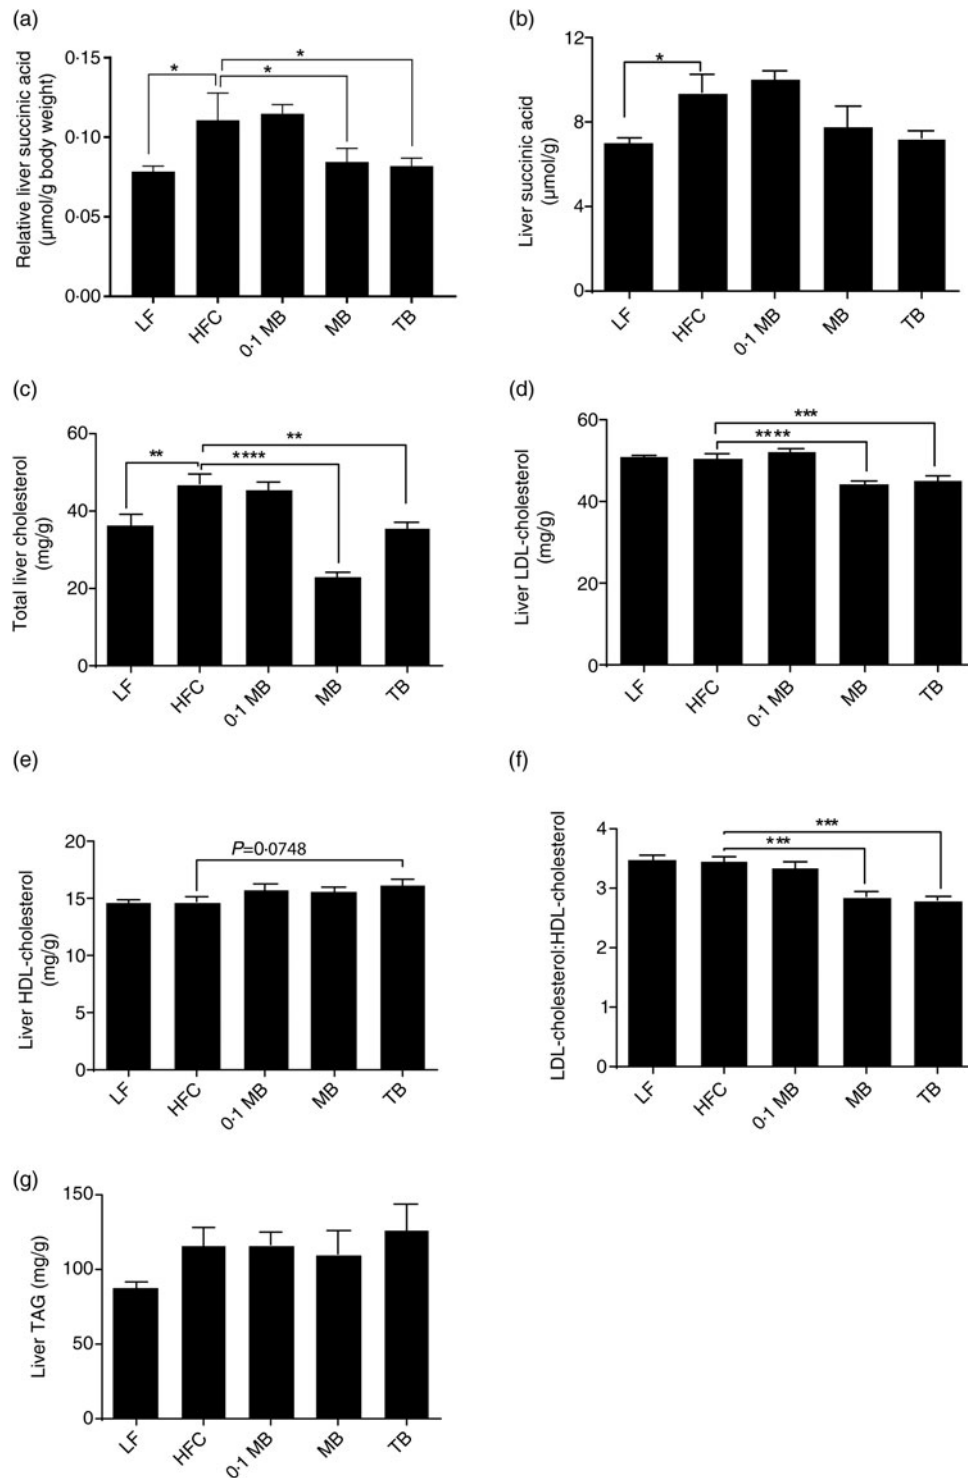 (a)
Relative liver succinic acid
(μmol/g body weight)
0·15
0·10
0·05
0·00
*
*
*
LF
HFC
0·1 MB
MB
TB
(b)
Liver succinic acid
(μmol/g)
12
8
4
0
*
LF
HFC
0·1 MB
MB
TB
(c)
Total liver cholesterol
(mg/g)
60
40
20
0
**
**
****
LF
HFC
0·1 MB
MB
TB
(d)
Liver LDL-cholesterol
(mg/g)
60
40
20
0
***
****
LF
HFC
0·1 MB
MB
TB
(e)
Liver HDL-cholesterol
(mg/g)
20
15
10
5
0
P=0·0748
LF
HFC
0·1 MB
MB
TB
(f)
LDL-cholesterol:HDL-cholesterol
4
3
2
1
0
***
***
LF
HFC
0·1 MB
MB
TB
(g)
Liver TAG (mg/g)
150
100
50
0
LF
HFC
0·1 MB
MB
TB